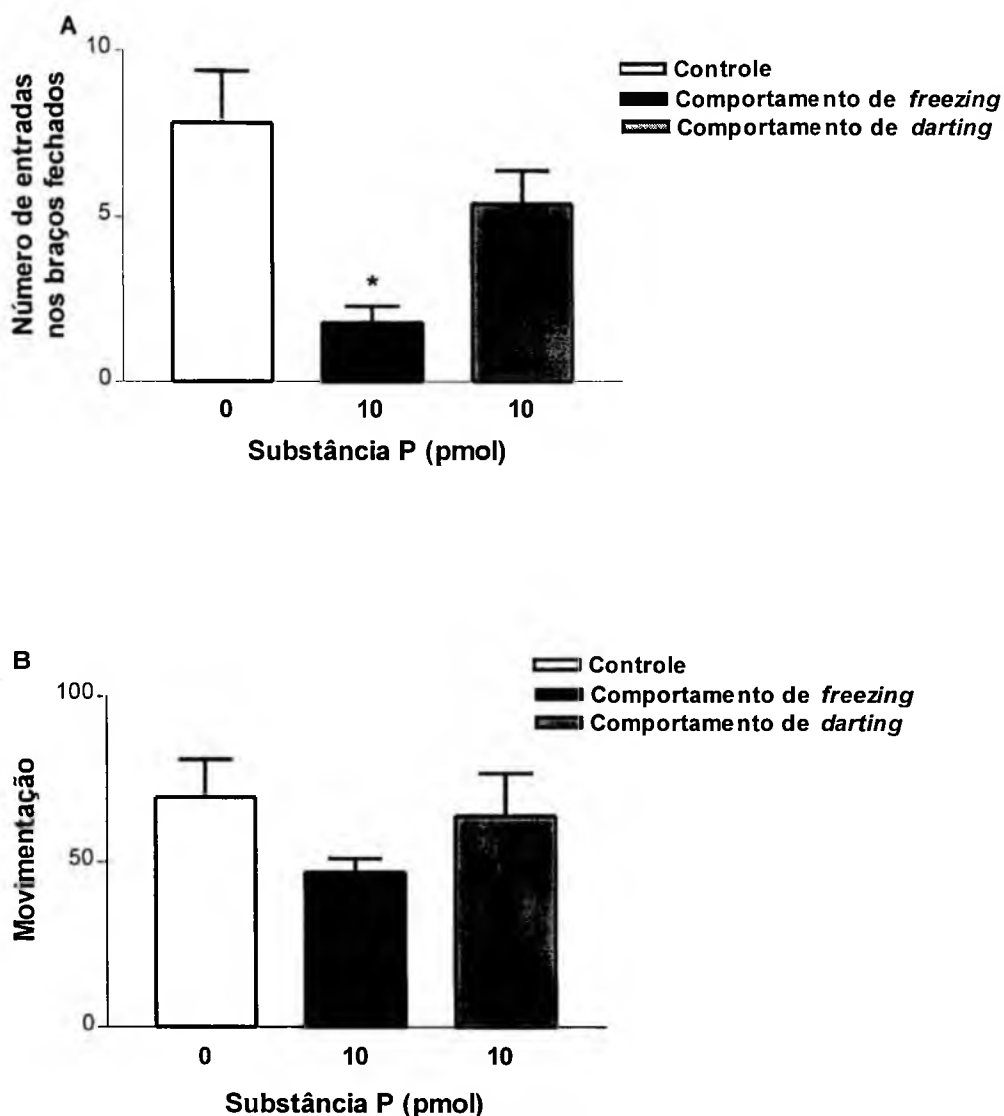 A
10
5
0
Número de entradas
nos braços fechados
Controle
Comportamento de freezing
Comportamento de darting
*
0 10 10
Substância P (pmol)
B
100
50
0
Movimentação
Controle
Comportamento de freezing
Comportamento de darting
0 10 10
Substância P (pmol)